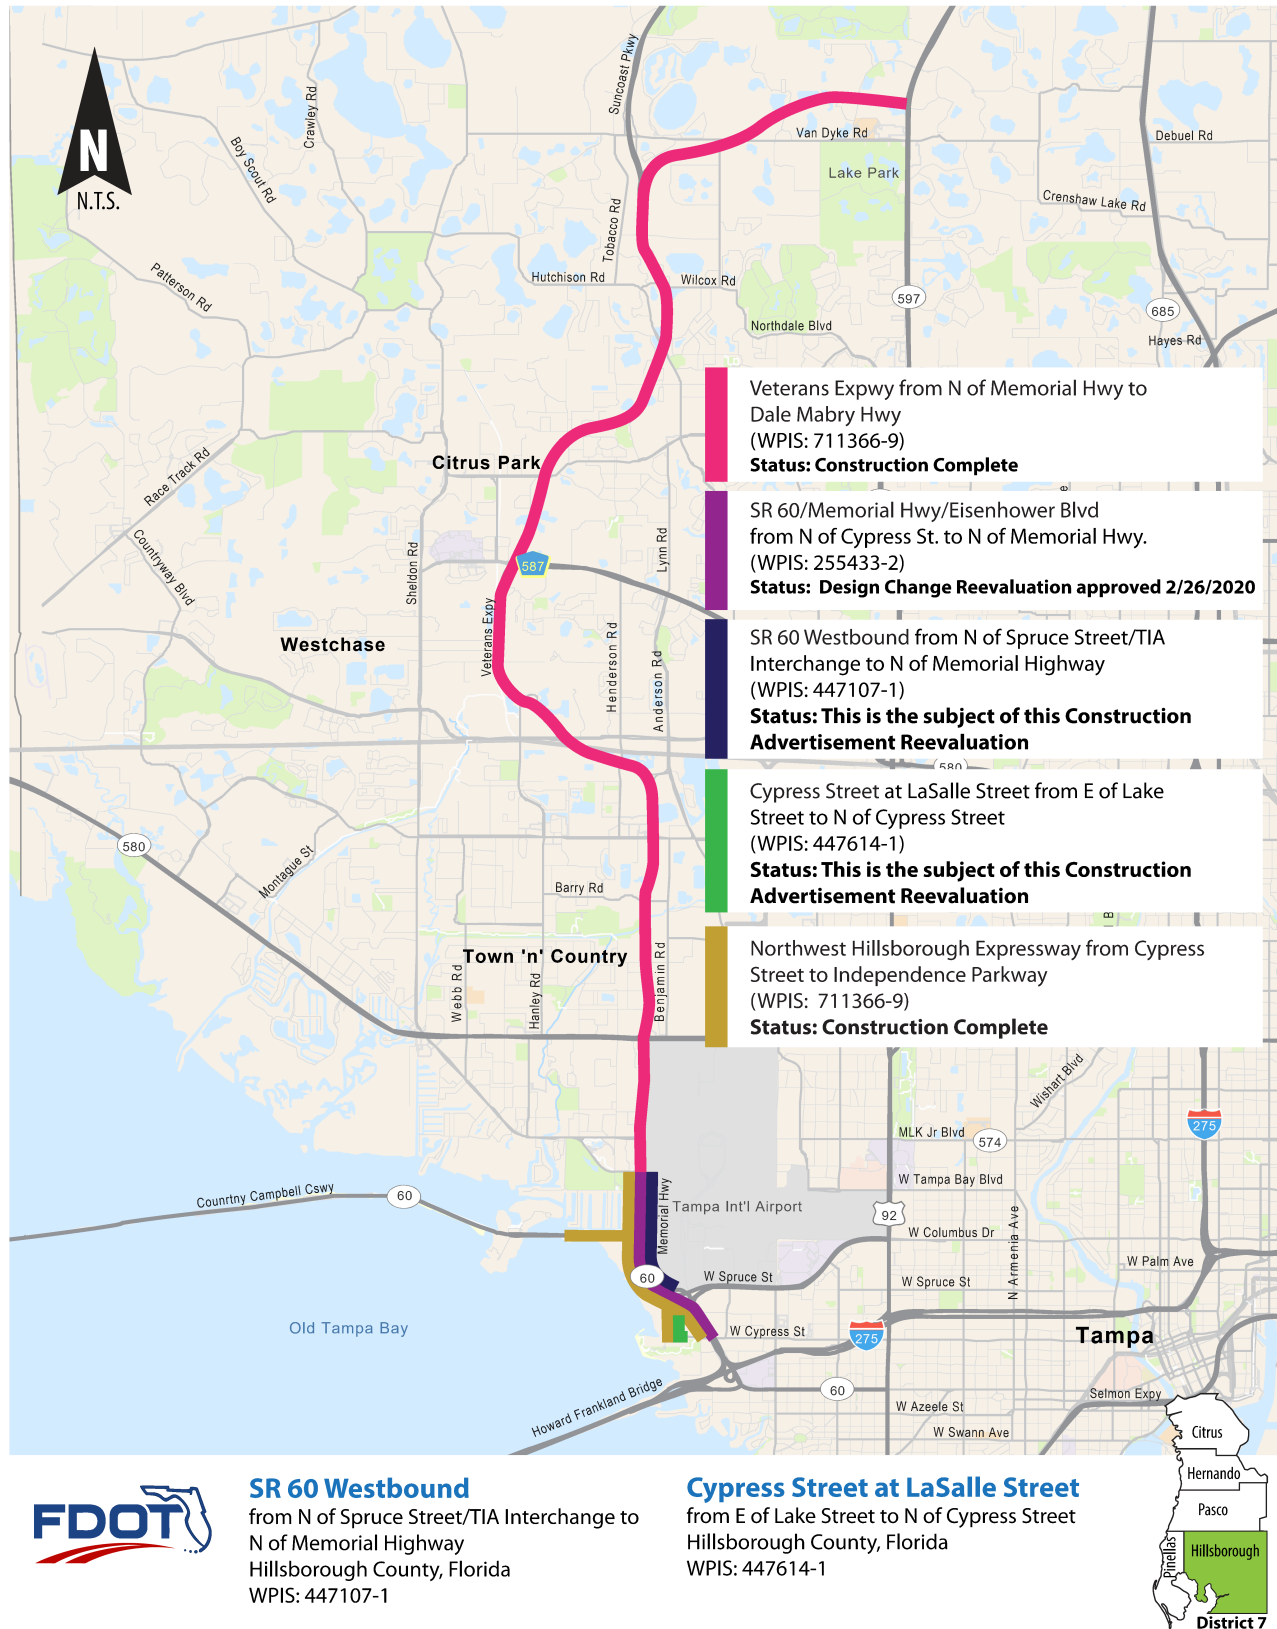 N
N.T.S.
Crawley Rd
Boy Scout Rd
Suncoast Pkwy
Van Dyke Rd
Debuel Rd
Lake Park
Crenshaw Lake Rd
Tobacco Rd
Patterson Rd
Hutchison Rd
Wilcox Rd
597
685
Northdale Blvd
Hayes Rd
Veterans Expwy from N of Memorial Hwy to
Dale Mabry Hwy
(WPIS: 711366-9)
Status: Construction Complete
Citrus Park
Race Track Rd
SR 60/Memorial Hwy/Eisenhower Blvd
from N of Cypress St. to N of Memorial Hwy.
(WPIS: 255433-2)
Status: Design Change Reevaluation approved 2/26/2020
Countryway Blvd
Sheldon Rd
Lynn Rd
587
Veterans Expy
Westchase
Henderson Rd
Anderson Rd
SR 60 Westbound from N of Spruce Street/TIA
Interchange to N of Memorial Highway
(WPIS: 447107-1)
Status: This is the subject of this Construction
Advertisement Reevaluation
580
Cypress Street at LaSalle Street from E of Lake
Street to N of Cypress Street
(WPIS: 447614-1)
Status: This is the subject of this Construction
Advertisement Reevaluation
580
Montague St
Barry Rd
Town 'n' Country
Webb Rd
Hanley Rd
Benjamin Rd
Northwest Hillsborough Expressway from Cypress
Street to Independence Parkway
(WPIS: 711366-9)
Status: Construction Complete
Wishart Blvd
MLK Jr Blvd
574
275
W Tampa Bay Blvd
Counrtny Campbell Cswy
60
Memorial Hwy
Tampa Int'l Airport
92
W Columbus Dr
N Armenia Ave
W Palm Ave
60
W Spruce St
W Spruce St
Old Tampa Bay
W Cypress St
275
Tampa
Howard Frankland Bridge
60
Selmon Expy
W Azeele St
W Swann Ave
Citrus
Hernando
Pasco
Pinellas
Hillsborough
District 7
FDOT
SR 60 Westbound
from N of Spruce Street/TIA Interchange to
N of Memorial Highway
Hillsborough County, Florida
WPIS: 447107-1
Cypress Street at LaSalle Street
from E of Lake Street to N of Cypress Street
Hillsborough County, Florida
WPIS: 447614-1